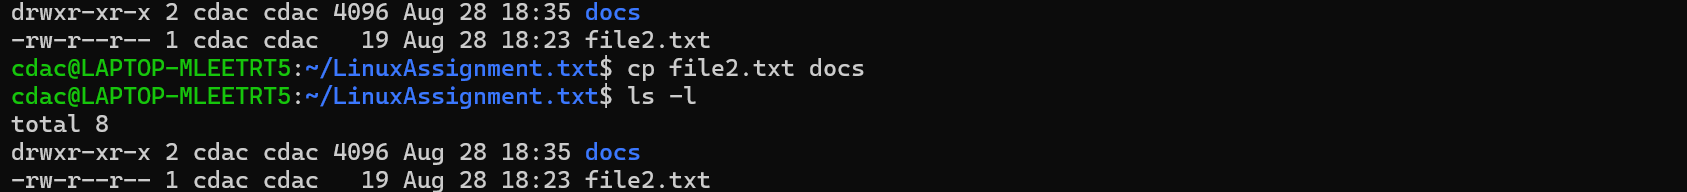 drwxr-xr-x 2 cdac cdac 4096 Aug 28 18:35 docs
-rw-r--r-- 1 cdac cdac   19 Aug 28 18:23 file2.txt
cdac@LAPTOP-MLEETRT5:~/LinuxAssignment.txt$ cp file2.txt docs
cdac@LAPTOP-MLEETRT5:~/LinuxAssignment.txt$ ls -l
total 8
drwxr-xr-x 2 cdac cdac 4096 Aug 28 18:35 docs
-rw-r--r-- 1 cdac cdac   19 Aug 28 18:23 file2.txt